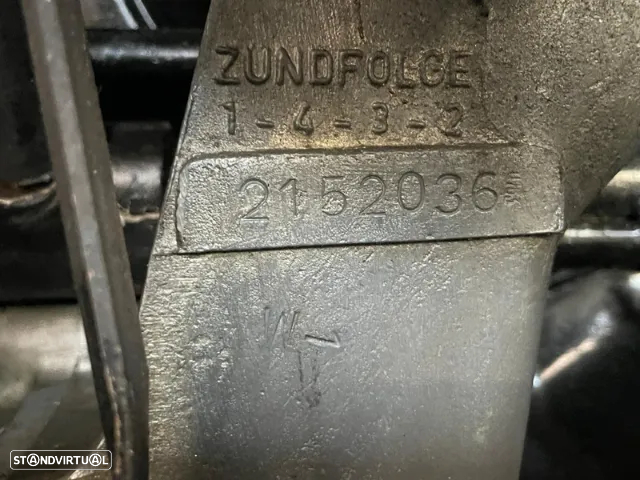 ZUNDFOLGE
1-4-3-2
2152036
STANDVIRTUAL